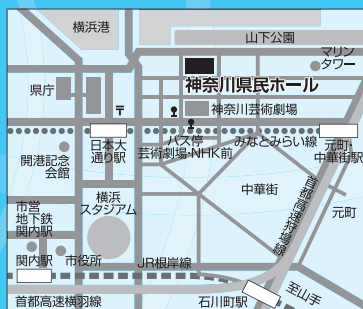 横浜港
山下公園
マリン
タワー
神奈川県民ホール
県庁
〒
神奈川芸術劇場
日本大
通り駅
バス停
芸術劇場・NHK前
みなとみらい線
元町・
中華街駅
開港記念
会館
横浜
スタジアム
中華街
首都高速狩場線
元町
市営
地下鉄
関内駅
関内駅
市役所
JR根岸線
首都高速横羽線
石川町駅
至山手